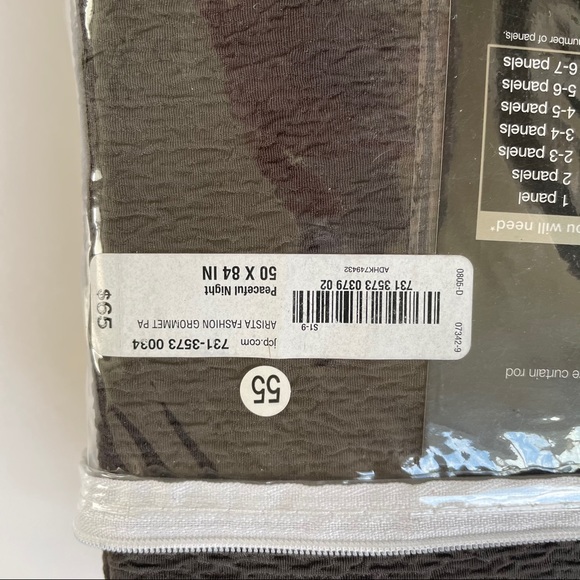 umber of panels.
6-7 panels
5-6 panels
4-5 panels
3-4 panels
2-3 panels
2 panels
1 panel
ou will need*
e curtain rod
55
jcp.com 731-3573 0034
ARISTA FASHION GROMMET PA
Peaceful Night
50 X 84 IN
$65
S1-9
731 3573 0379 02
ADHK749432
07342-9
0805-D